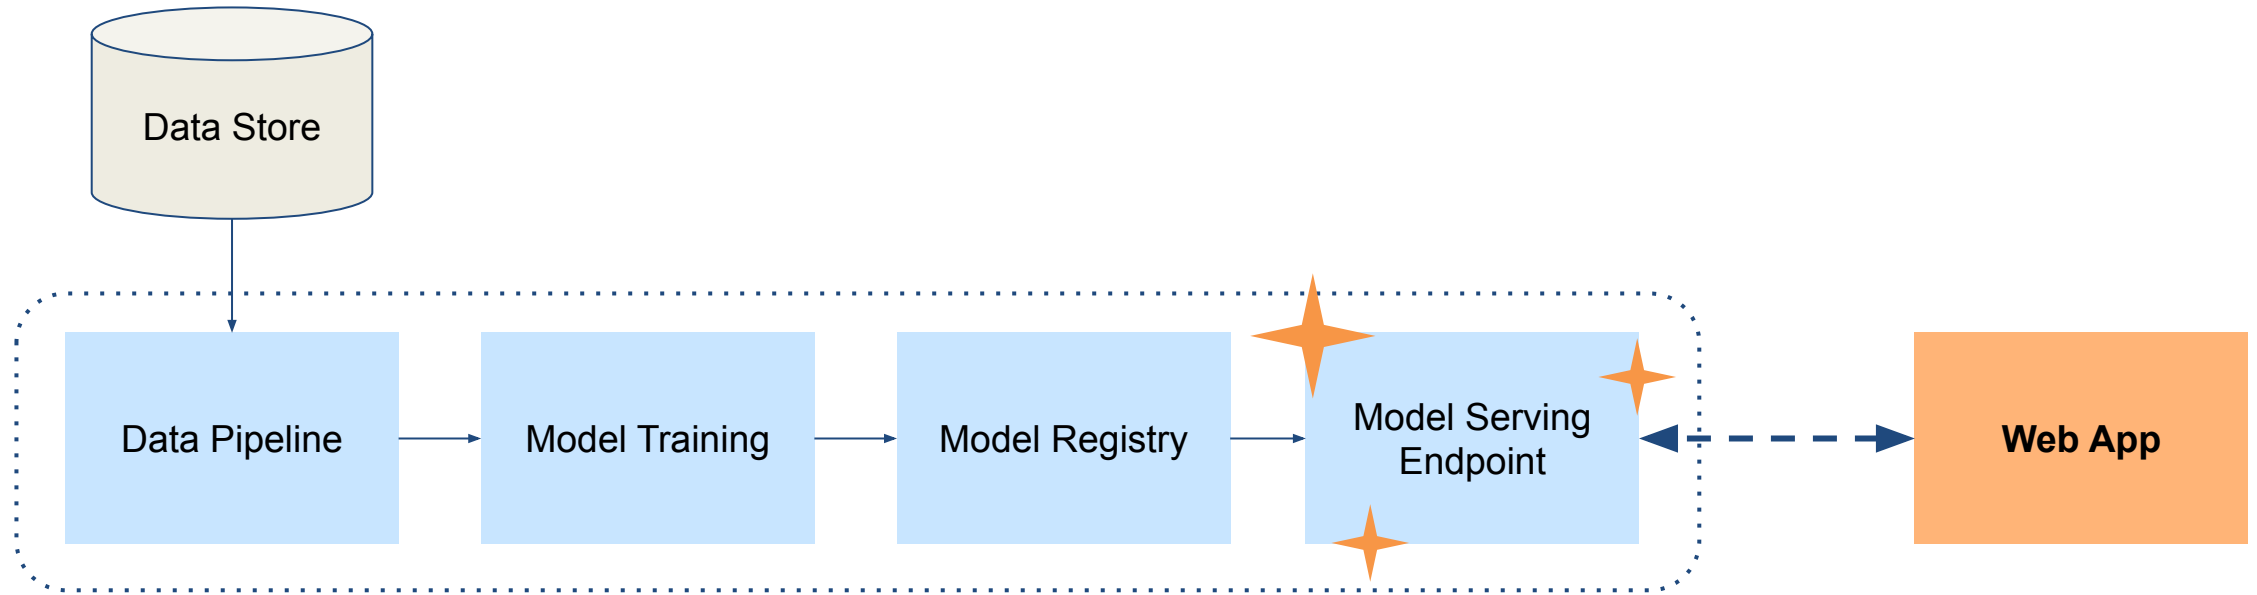 Data Store
Data Pipeline
Model Training
Model Registry
Model Serving
Endpoint
Web App